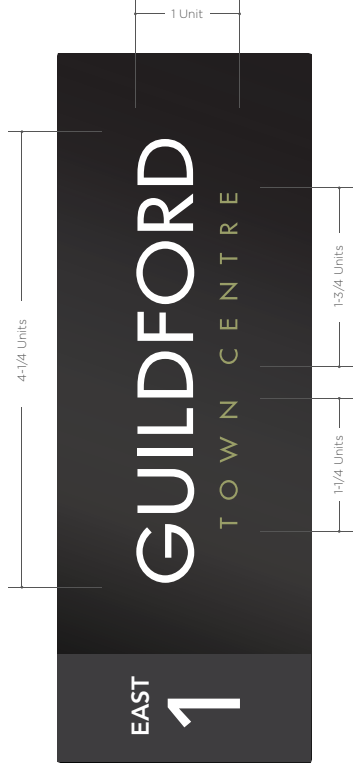 1 Unit
4-1/4 Units
GUILDFORD
TOWN CENTRE
1-3/4 Units
1-1/4 Units
EAST
1